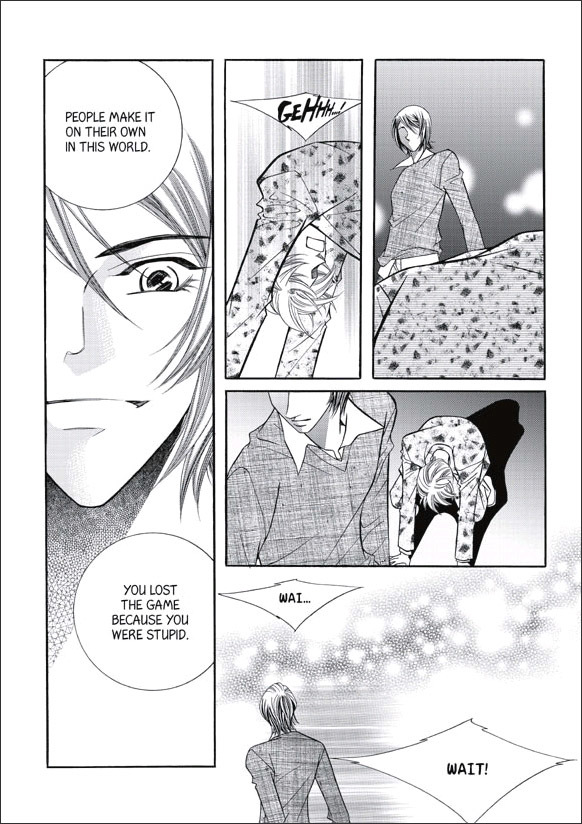 PEOPLE MAKE IT
ON THEIR OWN
IN THIS WORLD.
YOU LOST
THE GAME
BECAUSE YOU
WERE STUPID.
GEHHH...!
WAI...
WAIT!